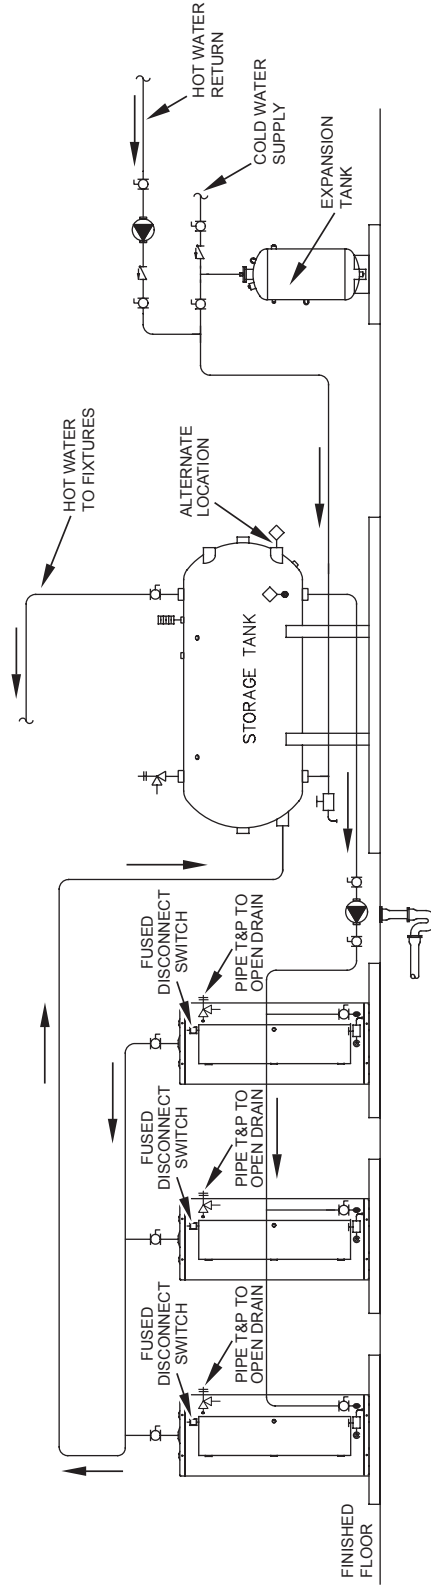 HOT WATER
RETURN
COLD WATER
SUPPLY
EXPANSION
TANK
HOT WATER
TO FIXTURES
ALTERNATE
LOCATION
STORAGE TANK
FUSED
DISCONNECT
SWITCH
PIPE T&P TO
OPEN DRAIN
FUSED
DISCONNECT
SWITCH
PIPE T&P TO
OPEN DRAIN
FUSED
DISCONNECT
SWITCH
PIPE T&P TO
OPEN DRAIN
FINISHED
FLOOR